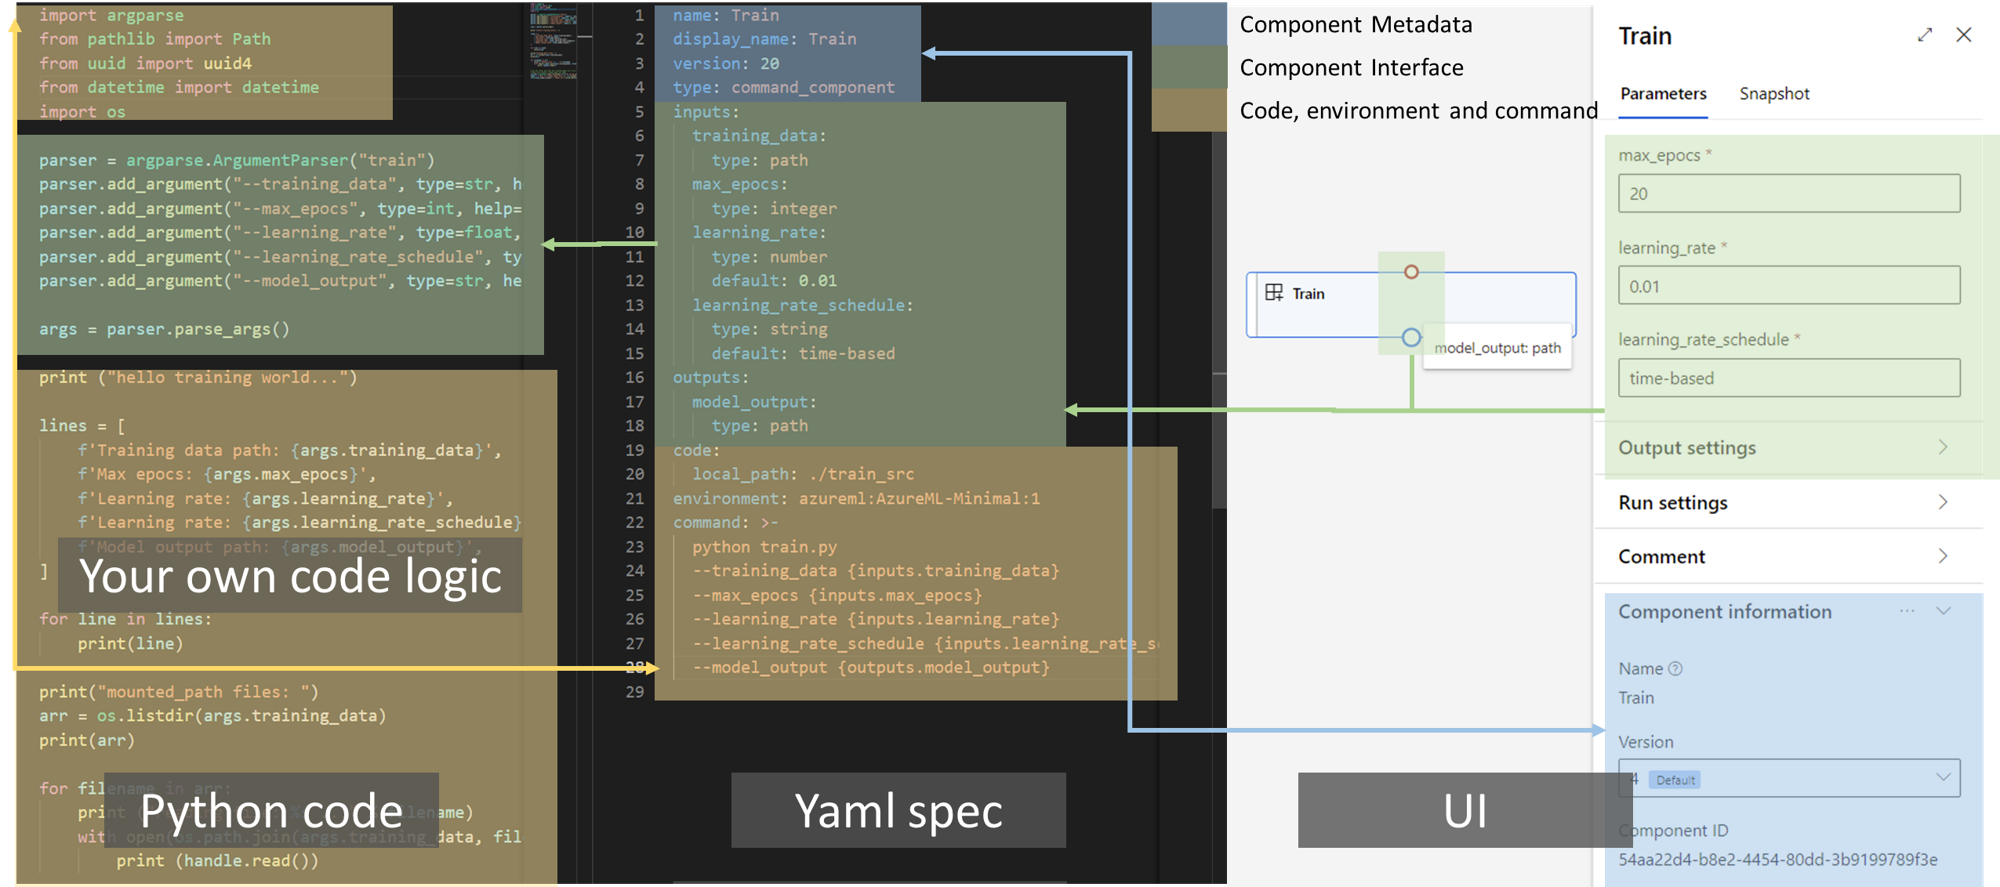 import argparse
from pathlib import Path
from uuid import uuid4
from datetime import datetime
import os
parser = argparse.ArgumentParser("train")
parser.add_argument("--training_data", type=str, h
parser.add_argument("--max_epocs", type=int, help=
parser.add_argument("--learning_rate", type=float,
parser.add_argument("--learning_rate_schedule", ty
parser.add_argument("--model_output", type=str, he
args = parser.parse_args()
print ("hello training world...")
lines = [
f'Training data path: {args.training_data}',
f'Max epocs: {args.max_epocs}',
f'Learning rate: {args.learning_rate}',
f'Learning rate: {args.learning_rate_schedule}
f'Model output path: {args.model_output}',
]
Your own code logic
for line in lines:
print(line)
print("mounted_path files: ")
arr = os.listdir(args.training_data)
print(arr)
for filename in arr:
print
with open(os.path.join(args.training_data, fil
print (handle.read())
Python code
1 name: Train
2 display_name: Train
3 version: 20
4 type: command_component
5 inputs:
6 training_data:
7 type: path
8 max_epocs:
9 type: integer
10 learning_rate:
11 type: number
12 default: 0.01
13 learning_rate_schedule:
14 type: string
15 default: time-based
16 outputs:
17 model_output:
18 type: path
19 code:
20 local_path: ./train_src
21 environment: azureml:AzureML-Minimal:1
22 command: >-
23 python train.py
24 --training_data {inputs.training_data}
25 --max_epocs {inputs.max_epocs}
26 --learning_rate {inputs.learning_rate}
27 --learning_rate_schedule {inputs.learning_rate_s
28 --model_output {outputs.model_output}
29
Yaml spec
Component Metadata
Component Interface
Code, environment and command
Train
model_output: path
UI
Train
Parameters Snapshot
max_epocs *
20
learning_rate *
0.01
learning_rate_schedule *
time-based
Output settings
Run settings
Comment
Component information
Name
Train
Version
4 Default
Component ID
54aa22d4-b8e2-4454-80dd-3b9199789f3e